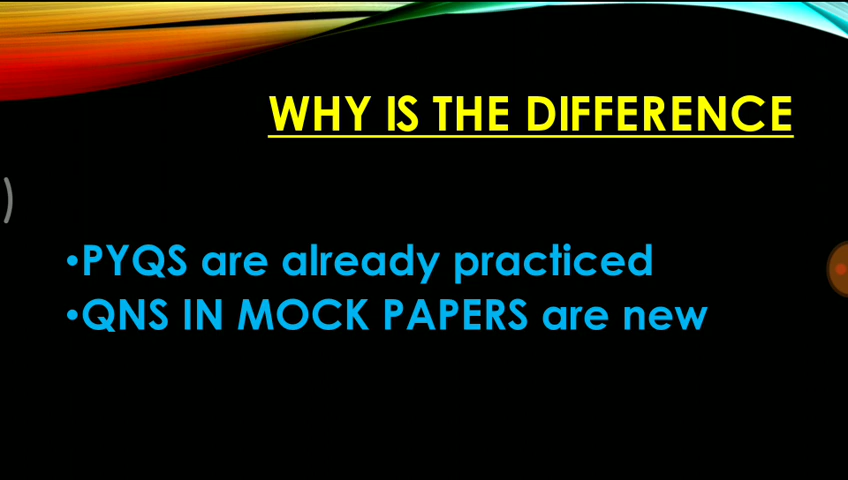 WHY IS THE DIFFERENCE
•PYQS are already practiced
•QNS IN MOCK PAPERS are new